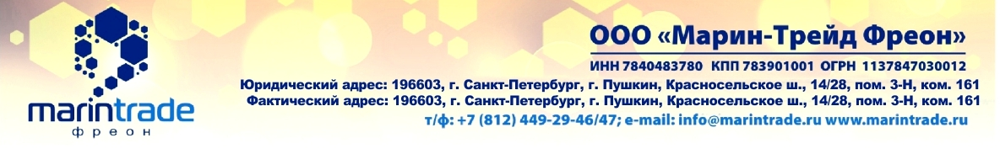 marintrade
фреон
ООО «Марин-Трейд Фреон»
ИНН 7840483780 КПП 783901001 ОГРН 1137847030012
Юридический адрес: 196603, г. Санкт-Петербург, г. Пушкин, Красносельское ш., 14/28, пом. 3-Н, ком. 161
Фактический адрес: 196603, г. Санкт-Петербург, г. Пушкин, Красносельское ш., 14/28, пом. 3-Н, ком. 161
т/ф: +7 (812) 449-29-46/47; e-mail: info@marintrade.ru www.marintrade.ru